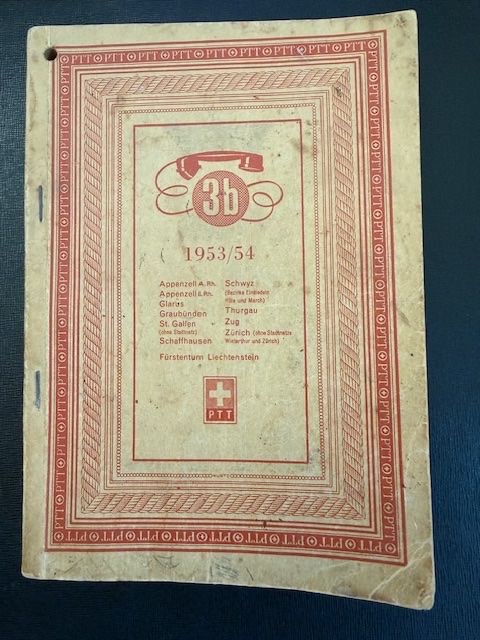 3b
1953/54
Appenzell A. Rh.
Appenzell I. Rh.
Glarus
Graubünden
St. Gallen
(ohne Stadtnetz)
Schaffhausen
Schwyz
(Bezirke Einsiedeln
Höfe und March)
Thurgau
Zug
Zürich (ohne Stadtnetze
Winterthur und Zürich)
Fürstentum Liechtenstein
PTT